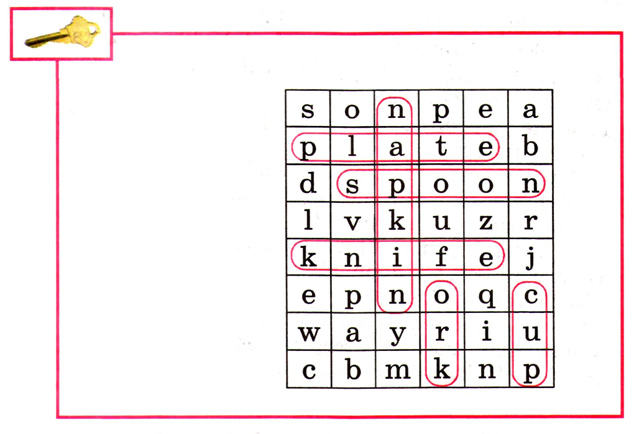 s o n p e a
p l a t e b
d s p o o n
l v k u z r
k n i f e j
e p n o q c
w a y r i u
c b m k n p